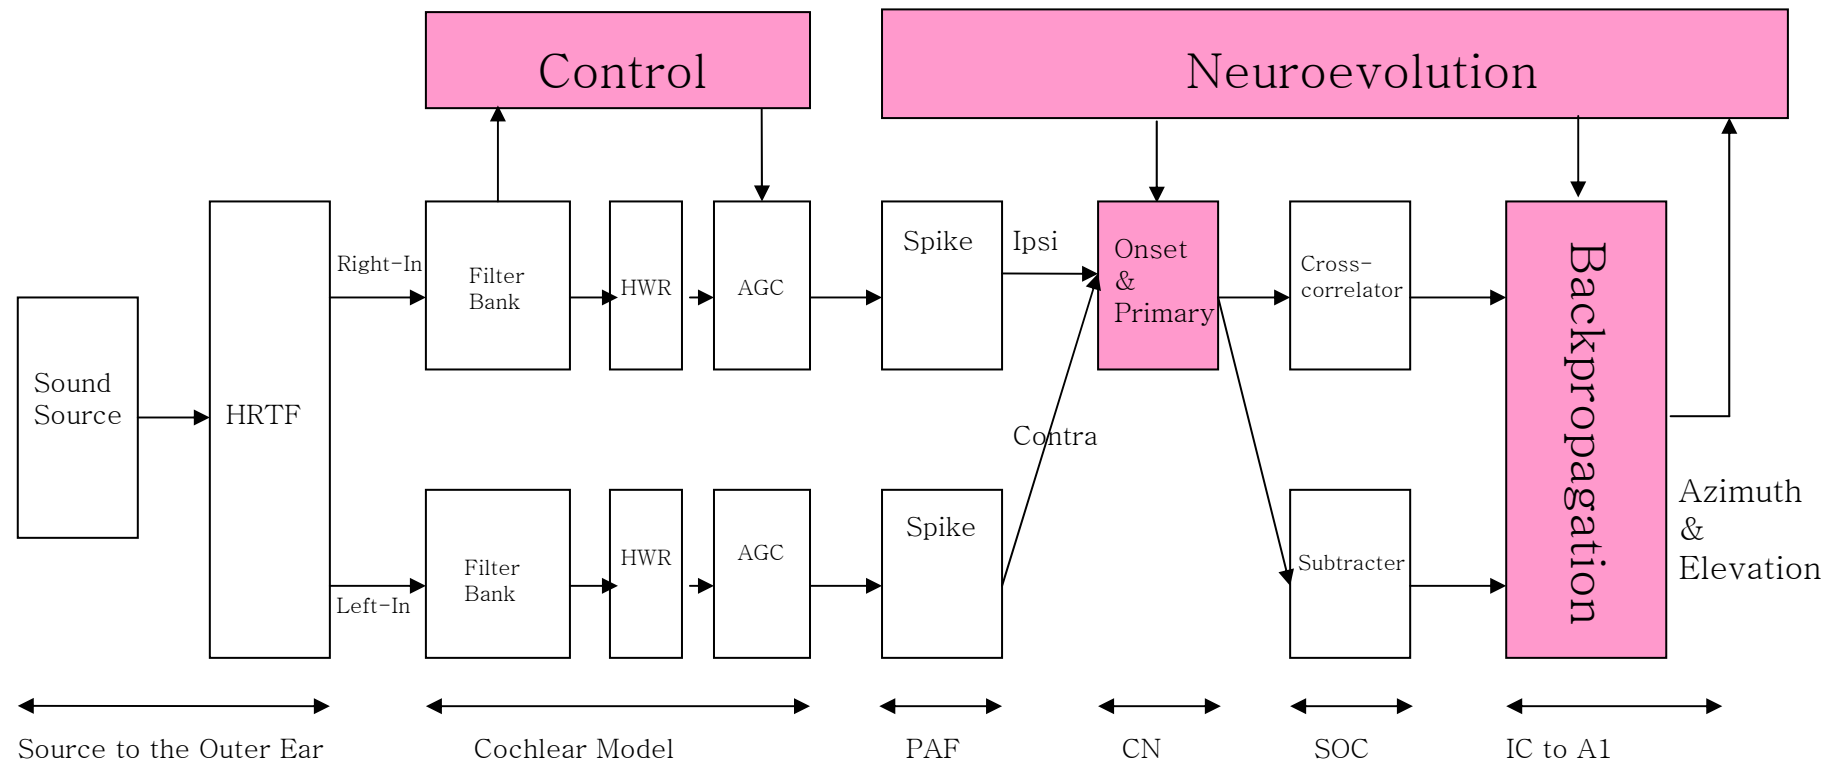 Control
Neuroevolution
Sound
Source
HRTF
Right-In
Left-In
Filter
Bank
HWR
AGC
Spike
Ipsi
Onset
&
Primary
Cross-
correlator
Backpropagation
Contra
Filter
Bank
HWR
AGC
Spike
Subtracter
Azimuth
&
Elevation
Source to the Outer Ear
Cochlear Model
PAF
CN
SOC
IC to A1